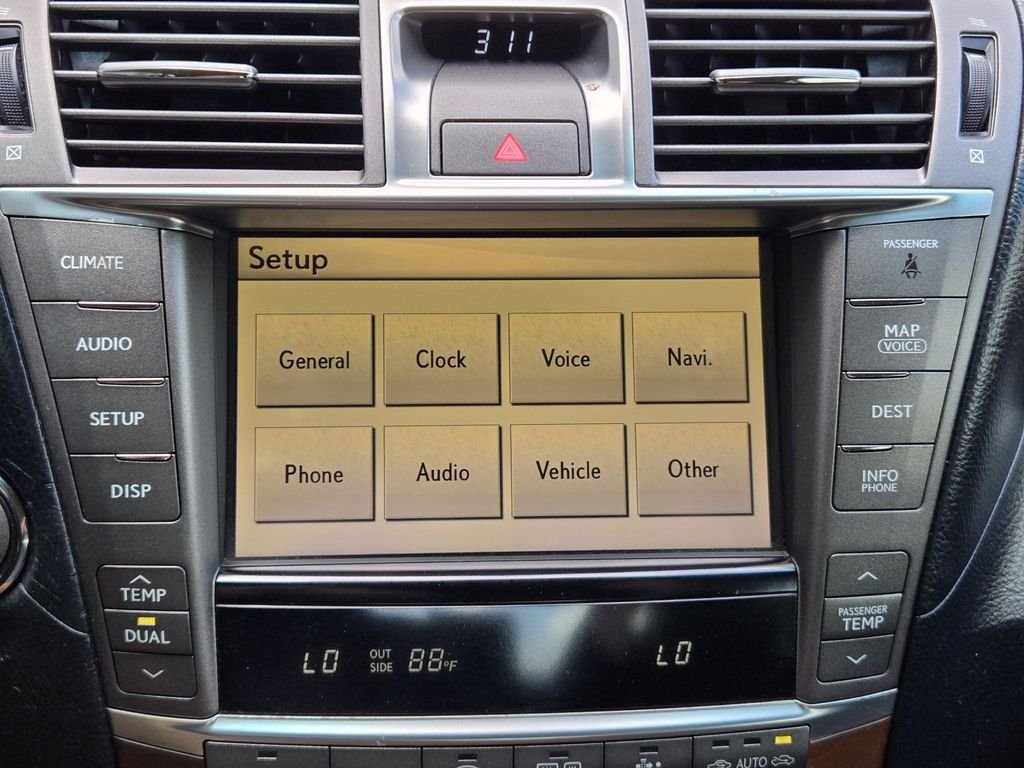 3 11
Setup
CLIMATE
PASSENGER
AUDIO
MAP
VOICE
General Clock Voice Navi.
SETUP
DEST
DISP
Phone Audio Vehicle Other
INFO
PHONE
TEMP
DUAL
PASSENGER
TEMP
LO
OUT
SIDE
88°F
LO
AUTO